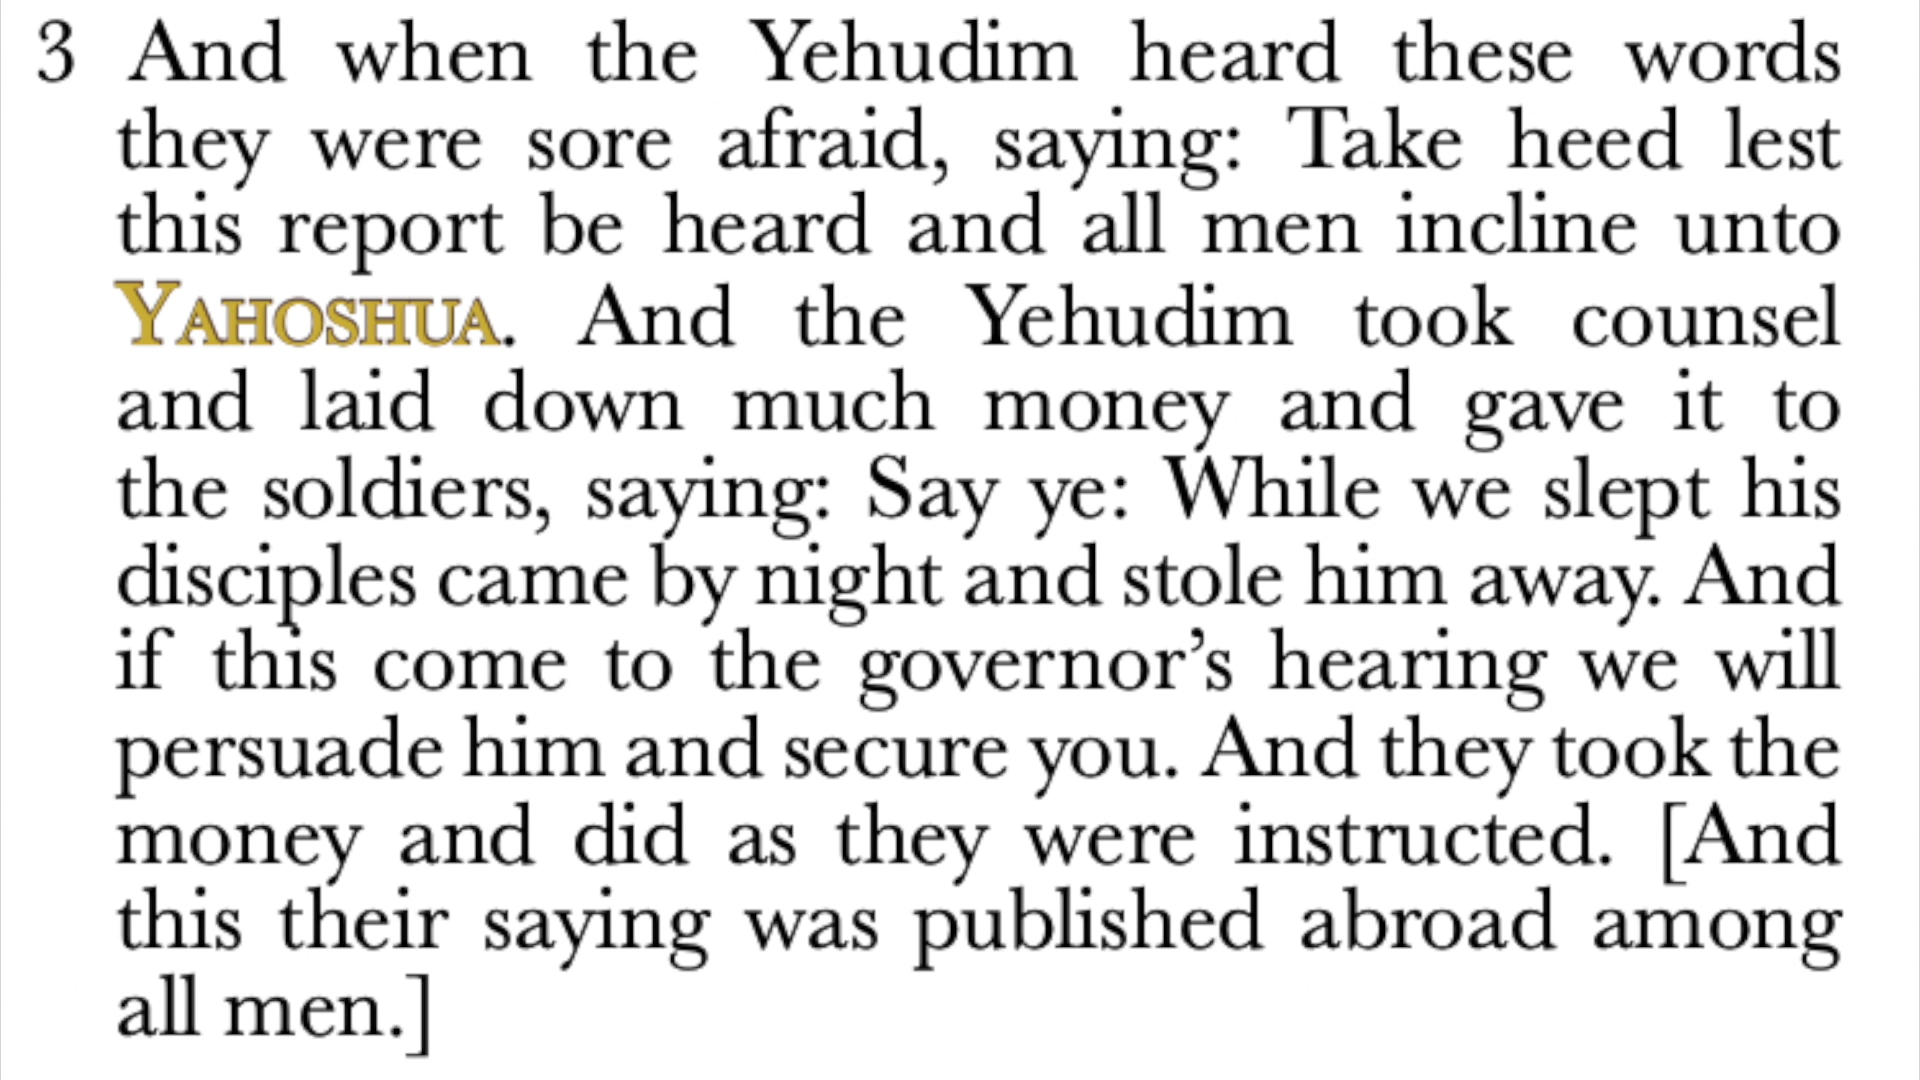 3 And when the Yehudim heard these words
they were sore afraid, saying: Take heed lest
this report be heard and all men incline unto
YAHOSHUA. And the Yehudim took counsel
and laid down much money and gave it to
the soldiers, saying: Say ye: While we slept his
disciples came by night and stole him away. And
if this come to the governor’s hearing we will
persuade him and secure you. And they took the
money and did as they were instructed. [And
this their saying was published abroad among
all men.]